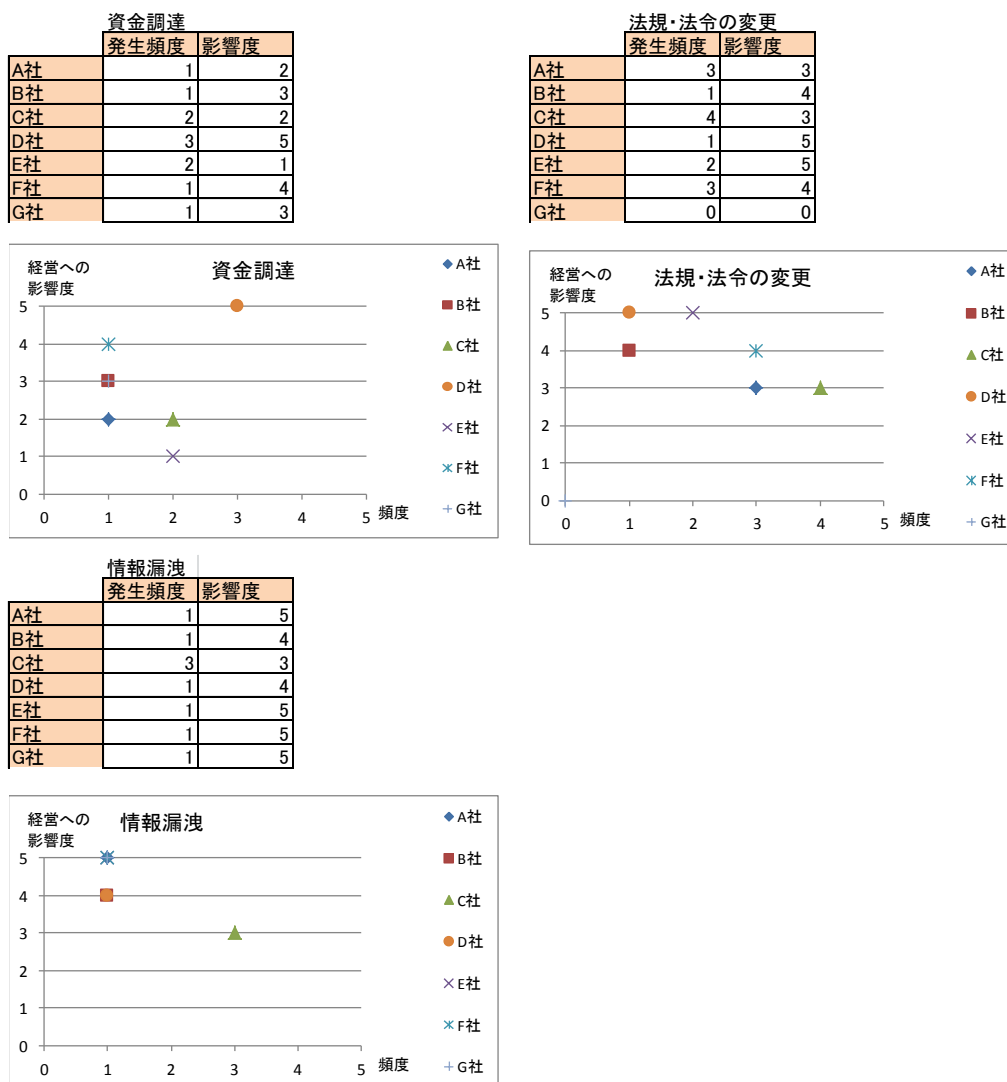 資金調達
発生頻度 影響度
A社 1 2
B社 1 3
C社 2 2
D社 3 5
E社 2 1
F社 1 4
G社 1 3
法規・法令の変更
発生頻度 影響度
A社 3 3
B社 1 4
C社 4 3
D社 1 5
E社 2 5
F社 3 4
G社 0 0
経営への
影響度
資金調達
5
4
3
2
1
0
0 1 2 3 4 5 頻度
A社
B社
C社
D社
E社
F社
G社
経営への
影響度
法規・法令の変更
5
4
3
2
1
0
0 1 2 3 4 5 頻度
A社
B社
C社
D社
E社
F社
G社
情報漏洩
発生頻度 影響度
A社 1 5
B社 1 4
C社 3 3
D社 1 4
E社 1 5
F社 1 5
G社 1 5
経営への
影響度
情報漏洩
5
4
3
2
1
0
0 1 2 3 4 5 頻度
A社
B社
C社
D社
E社
F社
G社